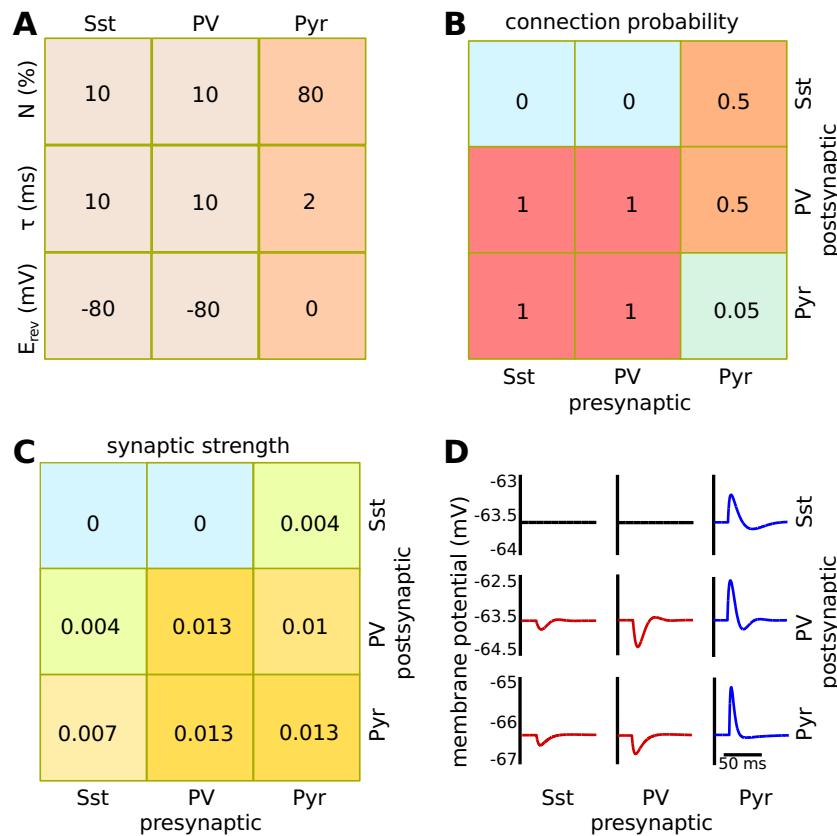 A
Sst PV Pyr
N (%) 10 10 80
τ (ms) 10 10 2
Erev (mV) -80 -80 0
B
connection probability
0 0 0.5 Sst
1 1 0.5 PV
1 1 0.05 Pyr
postsynaptic
Sst PV Pyr
presynaptic
C
synaptic strength
0 0 0.004 Sst
0.004 0.013 0.01 PV
0.007 0.013 0.013 Pyr
postsynaptic
Sst PV Pyr
presynaptic
D
membrane potential (mV)
-63
-63.5
-64
Sst
-62.5
-63.5
-64.5
PV
-65
-66
-67
Pyr
postsynaptic
50 ms
Sst PV Pyr
presynaptic